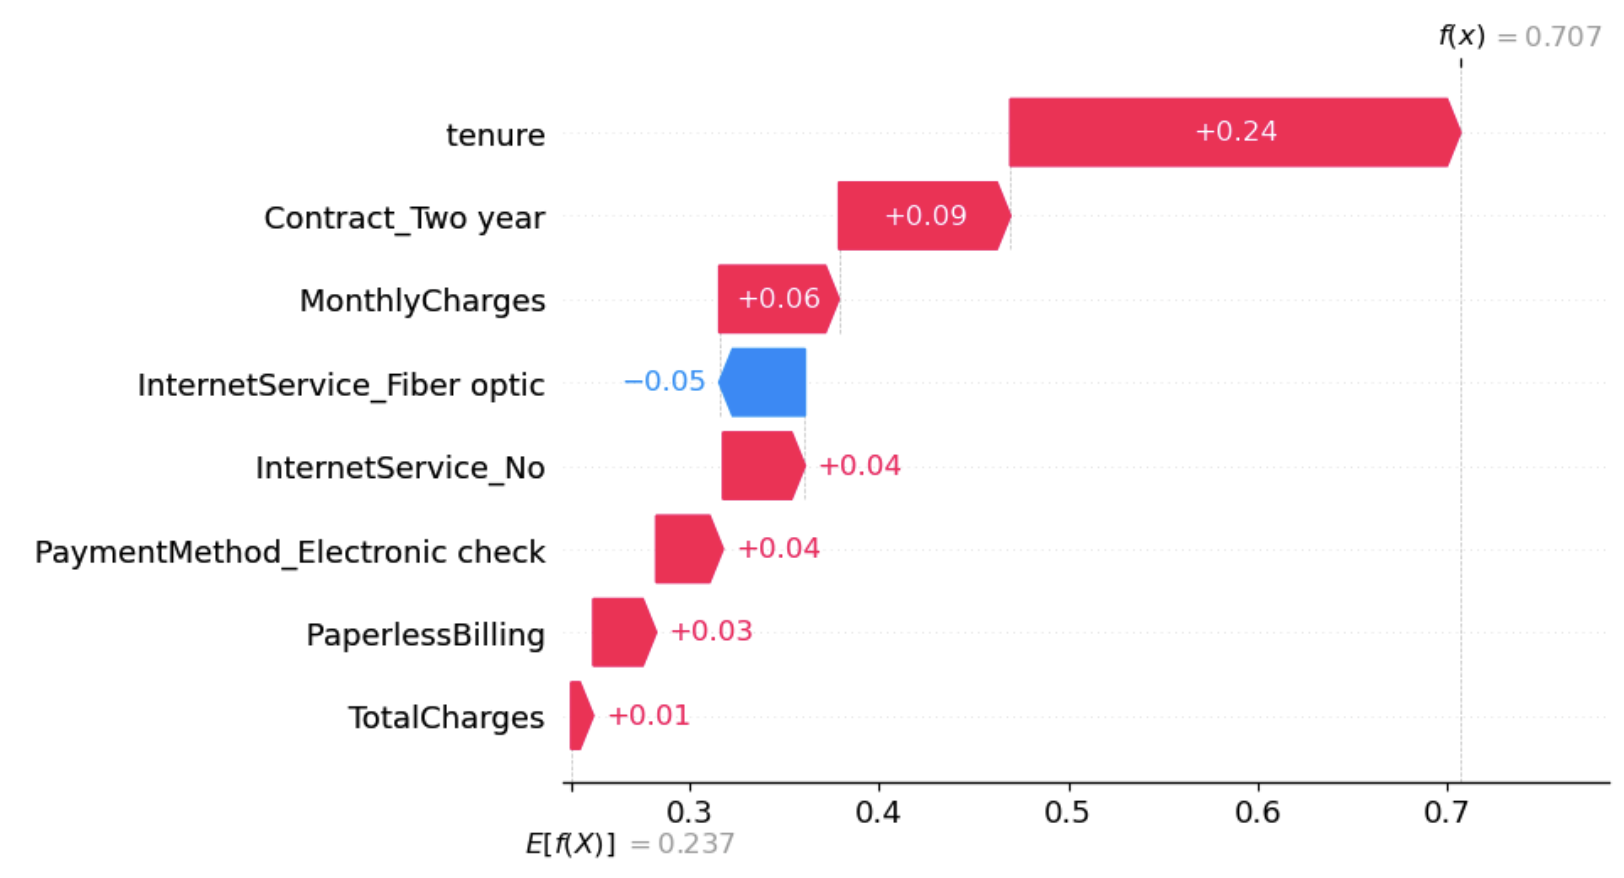 f(x) = 0.707
tenure +0.24
Contract_Two year +0.09
MonthlyCharges +0.06
InternetService_Fiber optic −0.05
InternetService_No +0.04
PaymentMethod_Electronic check +0.04
PaperlessBilling +0.03
TotalCharges +0.01
0.3 0.4 0.5 0.6 0.7
E[f(X)] = 0.237